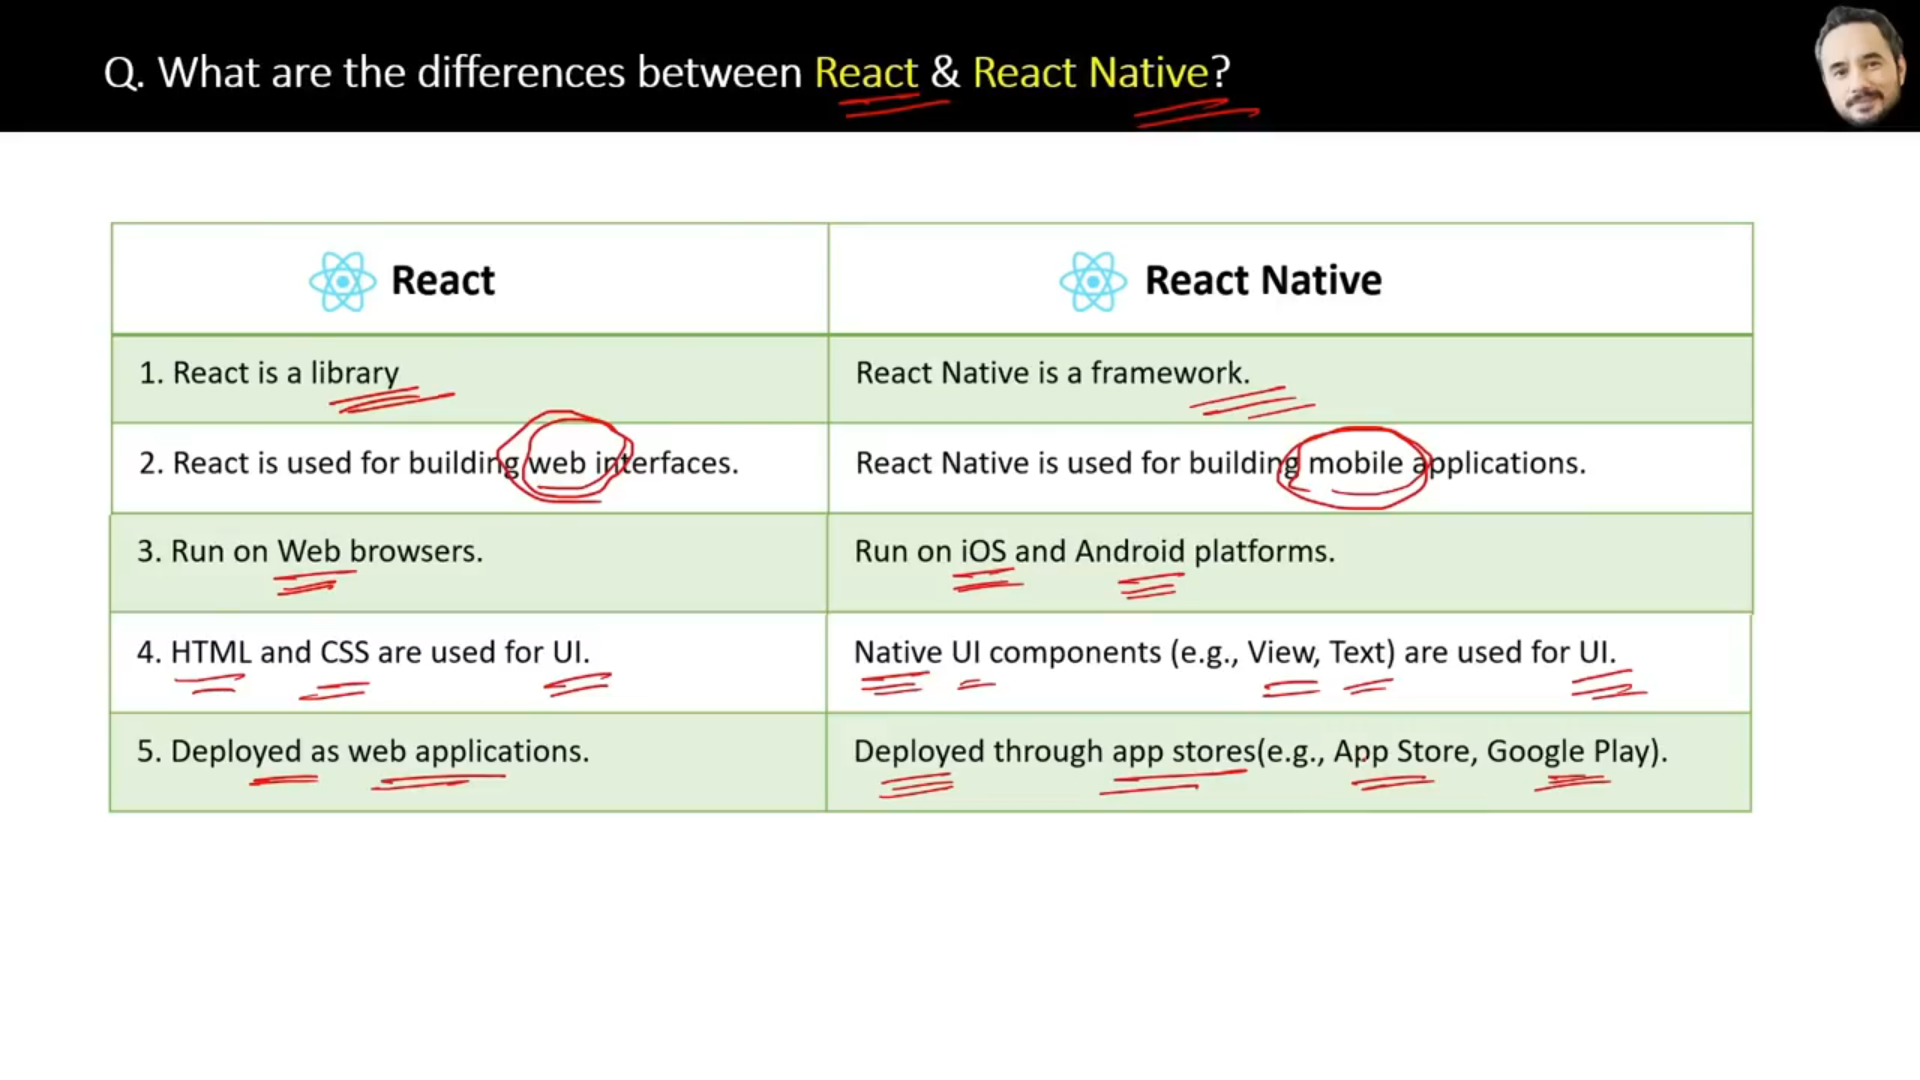 Q. What are the differences between React & React Native?
React
React Native
1. React is a library
React Native is a framework.
2. React is used for building web interfaces.
React Native is used for building mobile applications.
3. Run on Web browsers.
Run on iOS and Android platforms.
4. HTML and CSS are used for UI.
Native UI components (e.g., View, Text) are used for UI.
5. Deployed as web applications.
Deployed through app stores(e.g., App Store, Google Play).